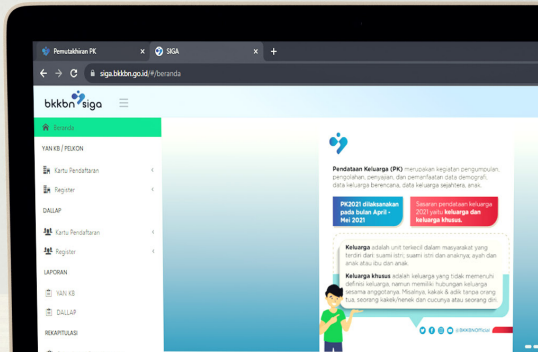 Pemutakhiran PK
SIGA
siga.bkkbn.go.id/#/beranda
bkkbn siga
Beranda
YAN KB / PELKON
Kartu Pendaftaran
Register
DALLAP
Kartu Pendaftaran
Register
LAPORAN
YAN KB
DALLAP
REKAPITULASI
Pendataan Keluarga (PK) merupakan kegiatan pengumpulan,
pengolahan, penyajian, dan pemanfaatan data demografi,
data keluarga berencana, data keluarga sejahtera, anak.
PK2021 dilaksanakan
pada bulan April -
Mei 2021
Sasaran pendataan keluarga
2021 yaitu keluarga dan
keluarga khusus.
Keluarga adalah unit terkecil dalam masyarakat yang
terdiri dari: suami istri; suami istri dan anaknya; ayah dan
anak atau ibu dan anak.
Keluarga khusus adalah keluarga yang tidak memenuhi
definisi keluarga, namun memiliki hubungan keluarga
sesama anggotanya. Misalnya, kakek & adik tanpa orang
tua, seorang kakek/nenek dan cucunya atau seorang diri.
@BKKBNOfficial